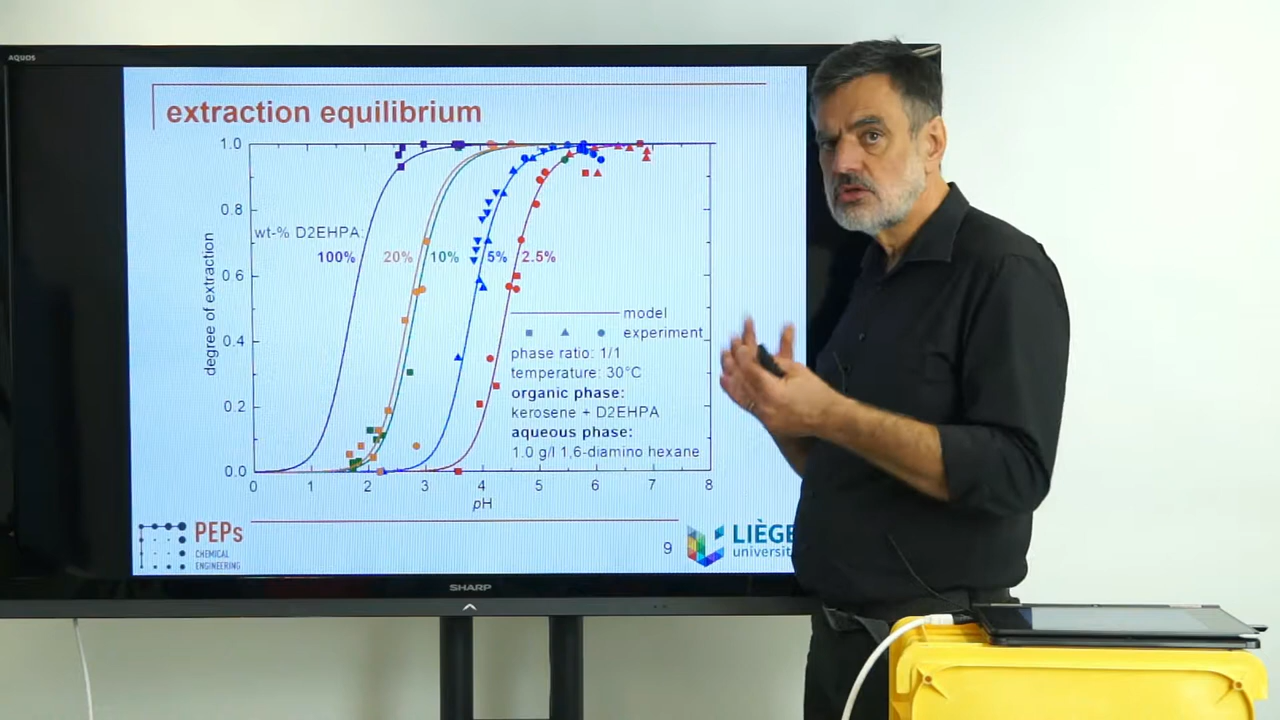 AQUOS
extraction equilibrium
1.0
0.8
0 6
0.4
0.2
0.0
degree of extraction
wt-% D2EHPA:
100%
20%
10%
5%
2.5%
model
experiment
phase ratio: 1/1
temperature: 30°C
organic phase:
kerosene + D2EHPA
aqueous phase:
1.0 g/l 1,6-diamino hexane
0 1 2 3 4 5 6 7 8
pH
PEPs
CHEMICAL
ENGINEERING
9
LIÈGE
universit
SHARP